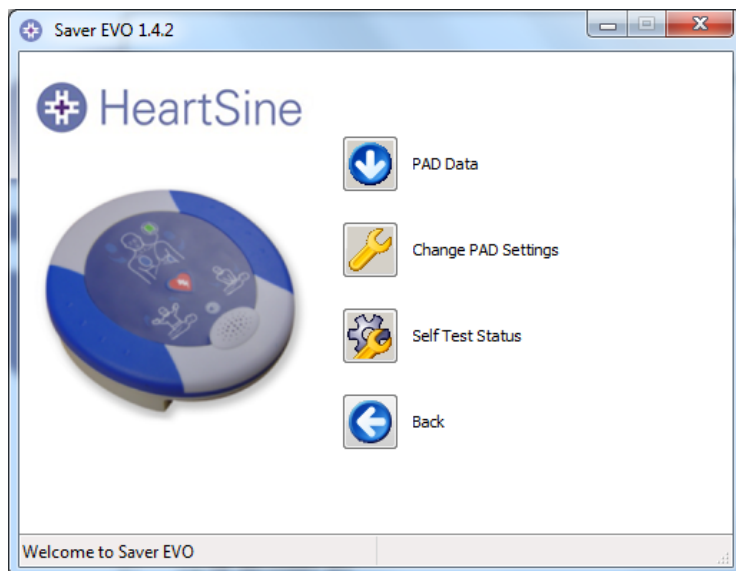 Saver EVO 1.4.2
HeartSine
PAD Data
Change PAD Settings
Self Test Status
Back
Welcome to Saver EVO